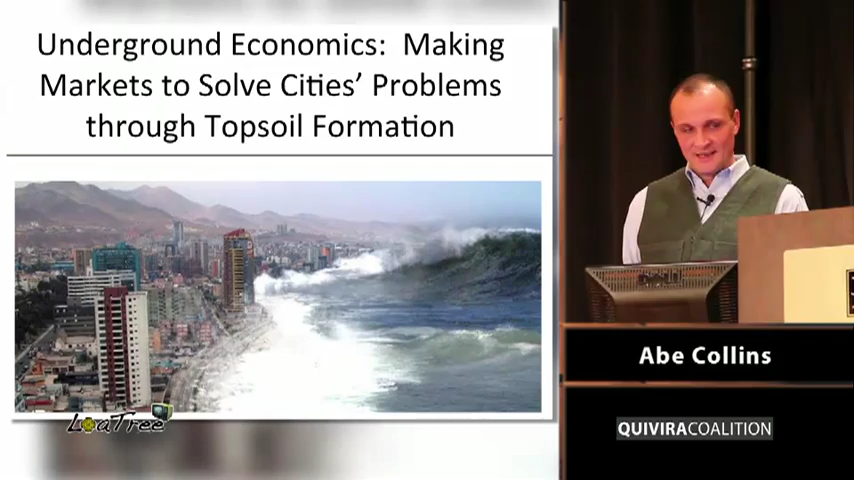 Underground Economics: Making
Markets to Solve Cities' Problems
through Topsoil Formation
LoaTree
Abe Collins
QUIVIRACOALITION